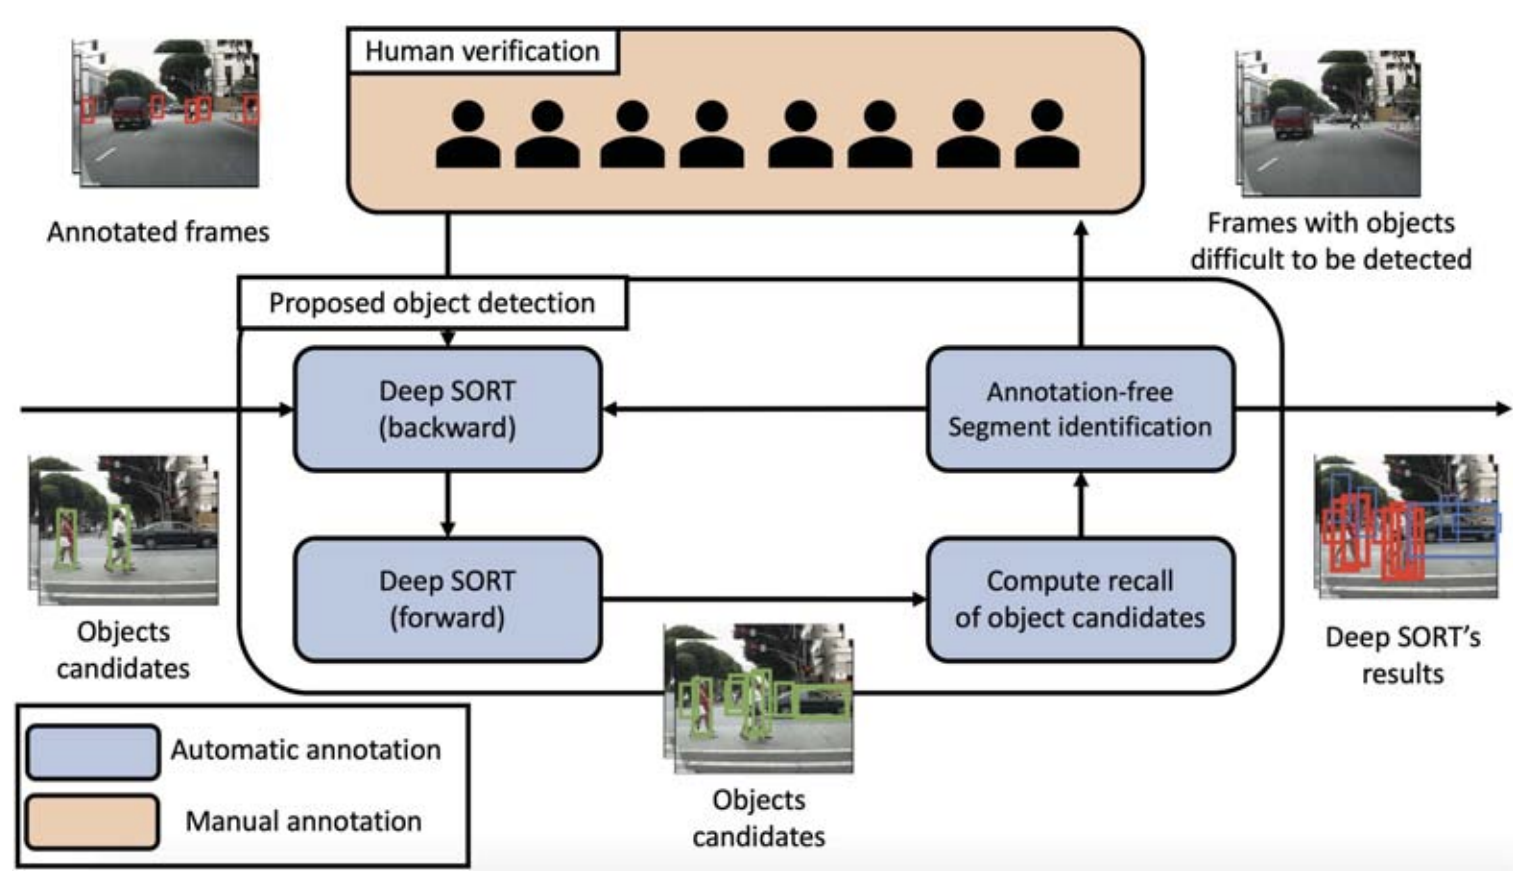 Human verification
Annotated frames
Frames with objects
difficult to be detected
Proposed object detection
Deep SORT
(backward)
Annotation-free
Segment identification
Deep SORT
(forward)
Compute recall
of object candidates
Objects
candidates
Deep SORT's
results
Automatic annotation
Manual annotation
Objects
candidates